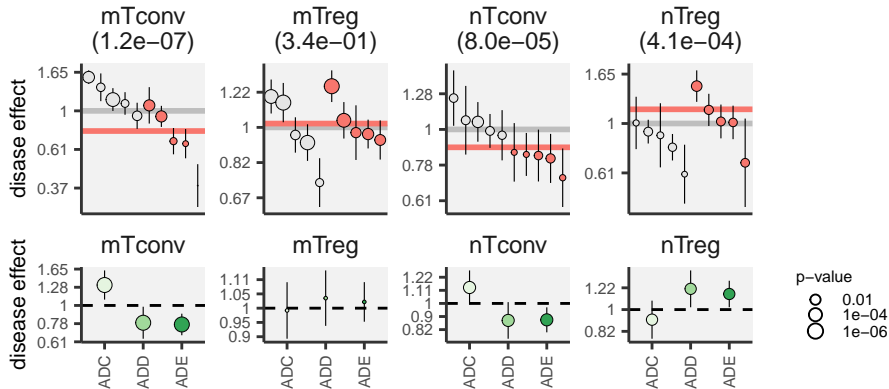 mTconv
(1.2e−07)
mTreg
(3.4e−01)
nTconv
(8.0e−05)
nTreg
(4.1e−04)
disase effect
1.65
1
0.61
0.37
1.22
1
0.82
0.67
1.28
1
0.78
0.61
1.65
1
0.61
mTconv
mTreg
nTconv
nTreg
disease effect
1.65
1.28
1
0.78
0.61
1.11
1.05
1
0.95
0.9
1.22
1.11
1
0.9
0.82
1.22
1
0.82
ADC
ADD
ADE
ADC
ADD
ADE
ADC
ADD
ADE
ADC
ADD
ADE
p−value
0.01
1e−04
1e−06